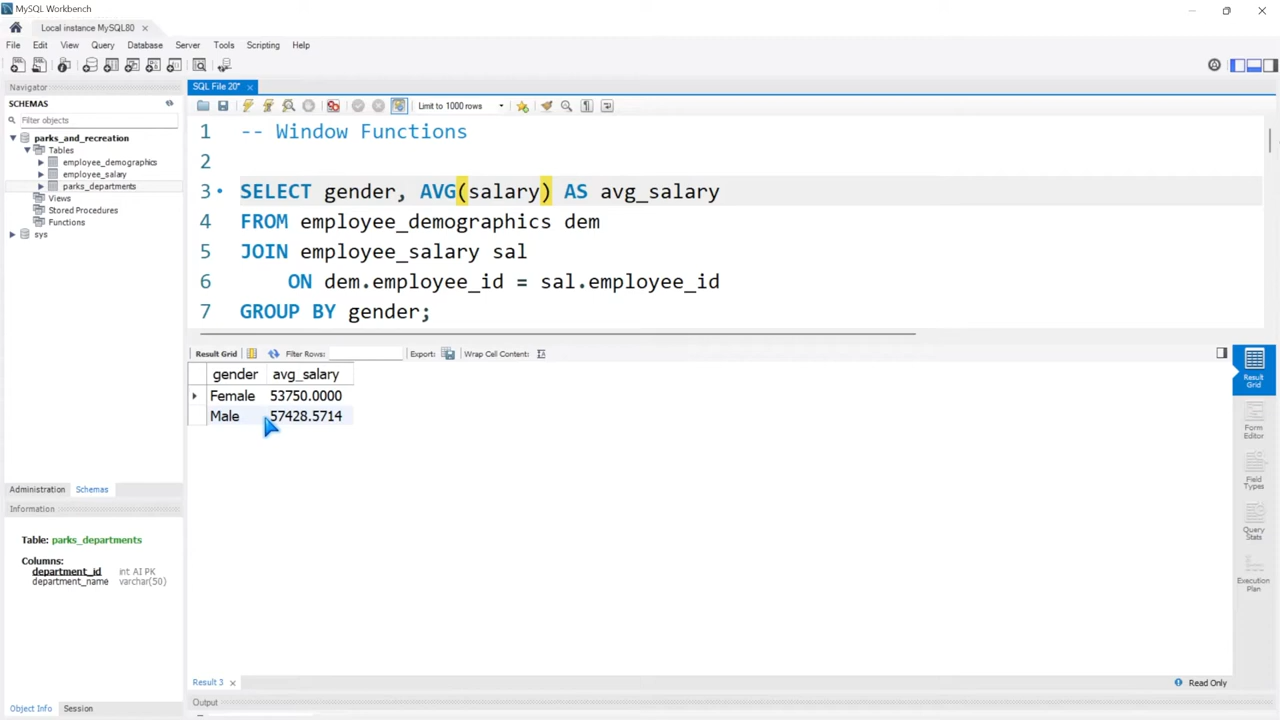 MySQL Workbench
Local instance MySQL80
File Edit View Query Database Server Tools Scripting Help
Navigator
SCHEMAS
Filter objects
parks_and_recreation
Tables
employee_demographics
employee_salary
parks_departments
Views
Stored Procedures
Functions
sys
Administration Schemas
Information
Table: parks_departments
Columns:
department_id int AI PK
department_name varchar(50)
Object Info Session
SQL File 20*
Limit to 1000 rows
1 -- Window Functions
2
3 SELECT gender, AVG(salary) AS avg_salary
4 FROM employee_demographics dem
5 JOIN employee_salary sal
6 ON dem.employee_id = sal.employee_id
7 GROUP BY gender;
Result Grid Filter Rows: Export: Wrap Cell Content:
gender avg_salary
Female 53750.0000
Male 57428.5714
Result Grid
Form Editor
Field Types
Query Stats
Execution Plan
Result 3
Read Only
Output